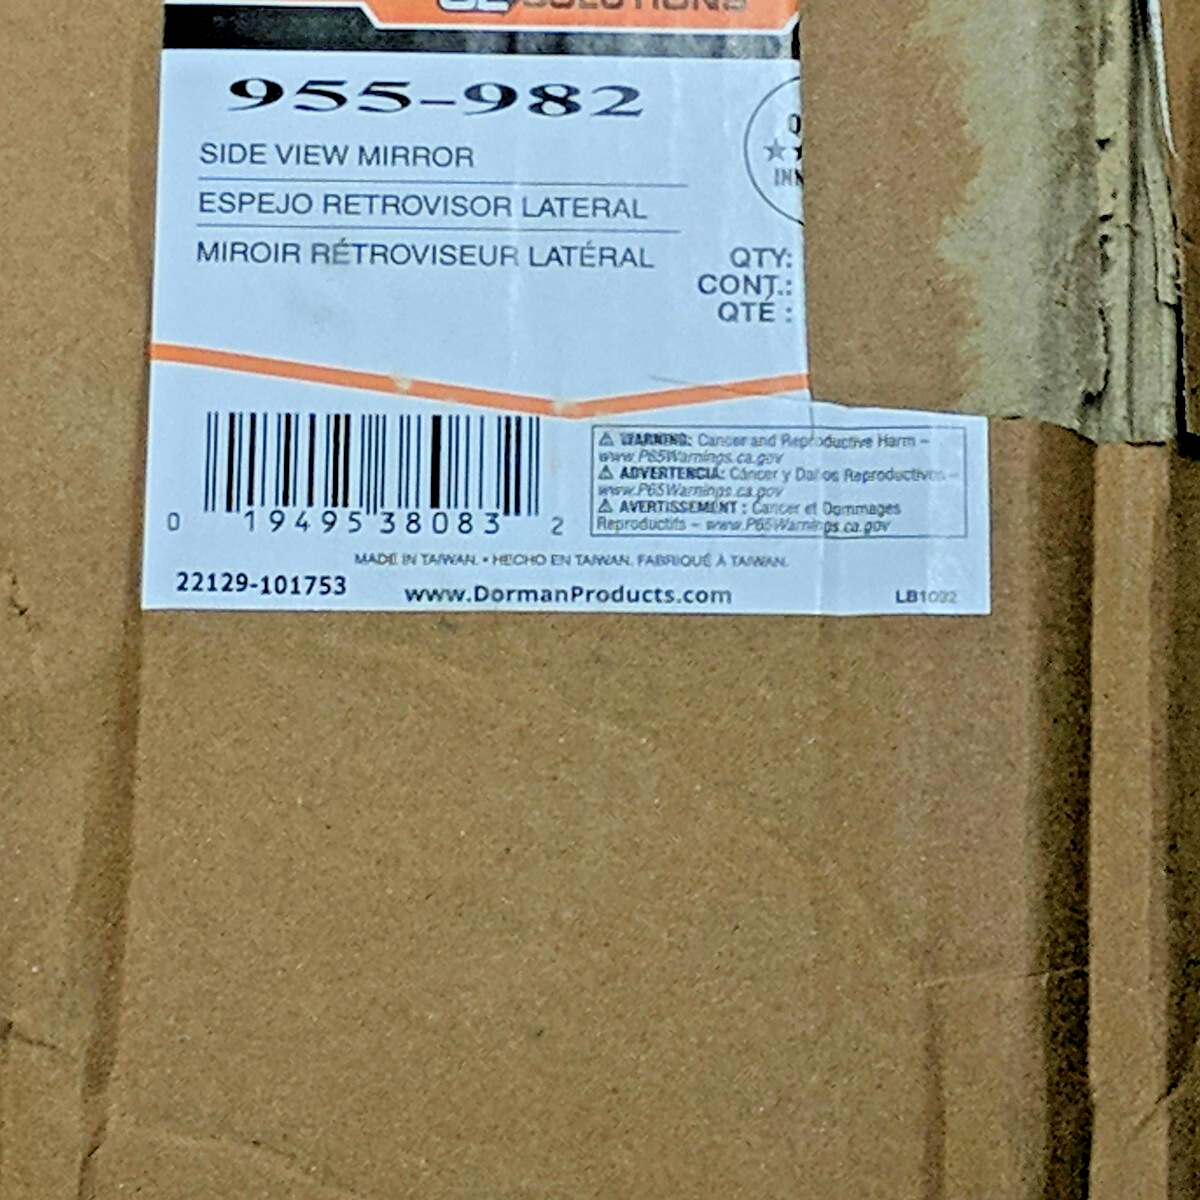 SOLUTIONS
955-982
SIDE VIEW MIRROR
ESPEJO RETROVISOR LATERAL
MIROIR RÉTROVISEUR LATÉRAL
QTY:
CONT.:
QTÉ :
0 19495 38083 2
⚠ WARNING: Cancer and Reproductive Harm –
www.P65Warnings.ca.gov
⚠ ADVERTENCIA: Cáncer y Daños Reproductivos –
www.P65Warnings.ca.gov
⚠ AVERTISSEMENT : Cancer et Dommages
Reproductifs – www.P65Warnings.ca.gov
MADE IN TAIWAN. • HECHO EN TAIWAN. FABRIQUÉ À TAIWAN.
22129-101753
www.DormanProducts.com